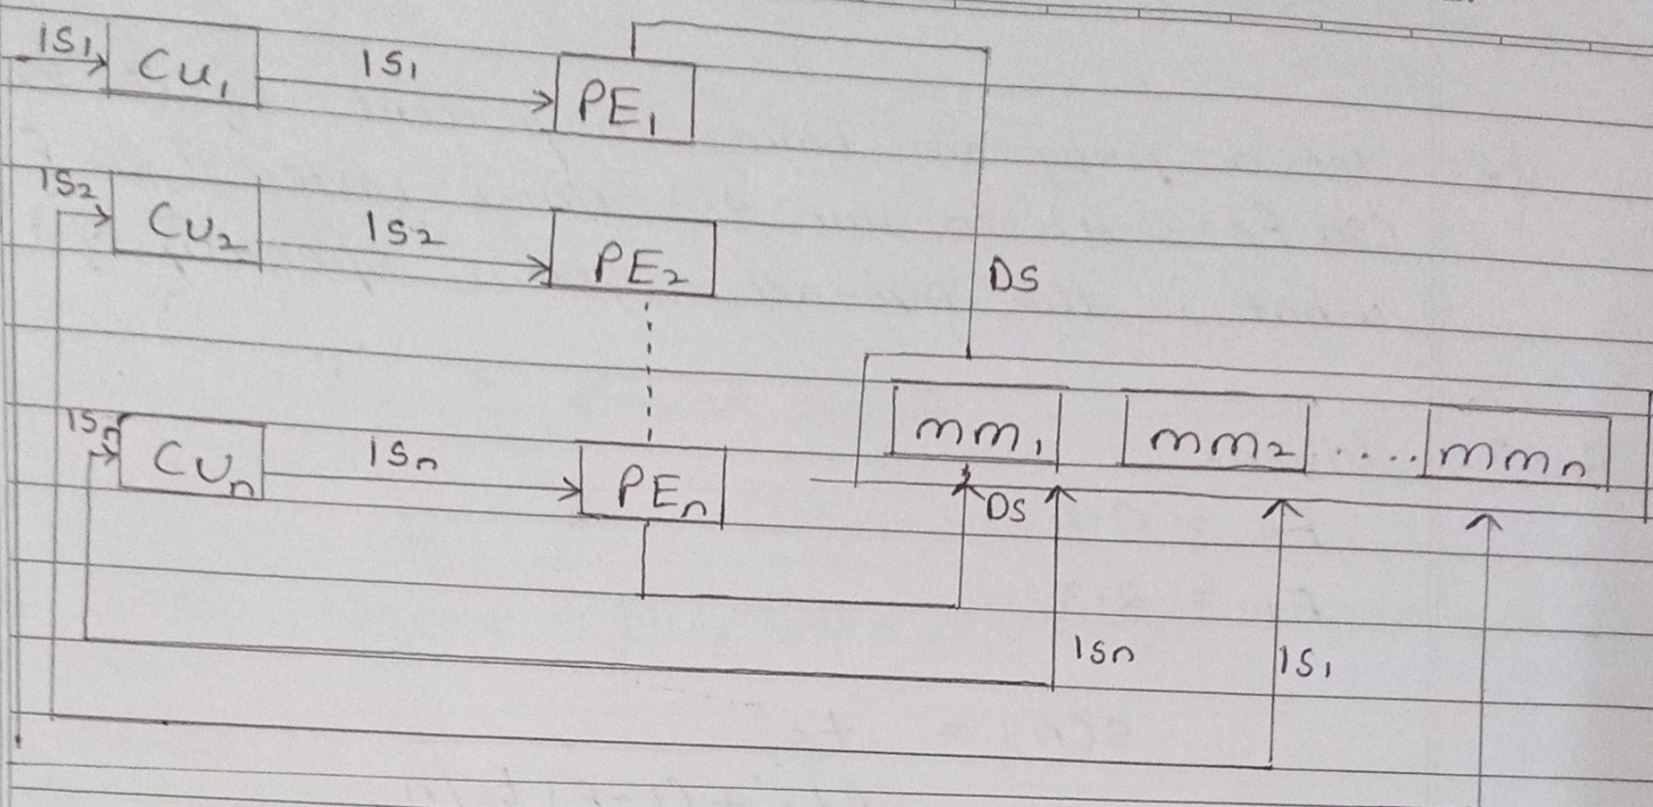 IS1 CU1 IS1 PE1
IS2 CU2 IS2 PE2
DS
ISn CUn ISn PEn
mm1 mm2 ..... mmn
DS
ISn IS1